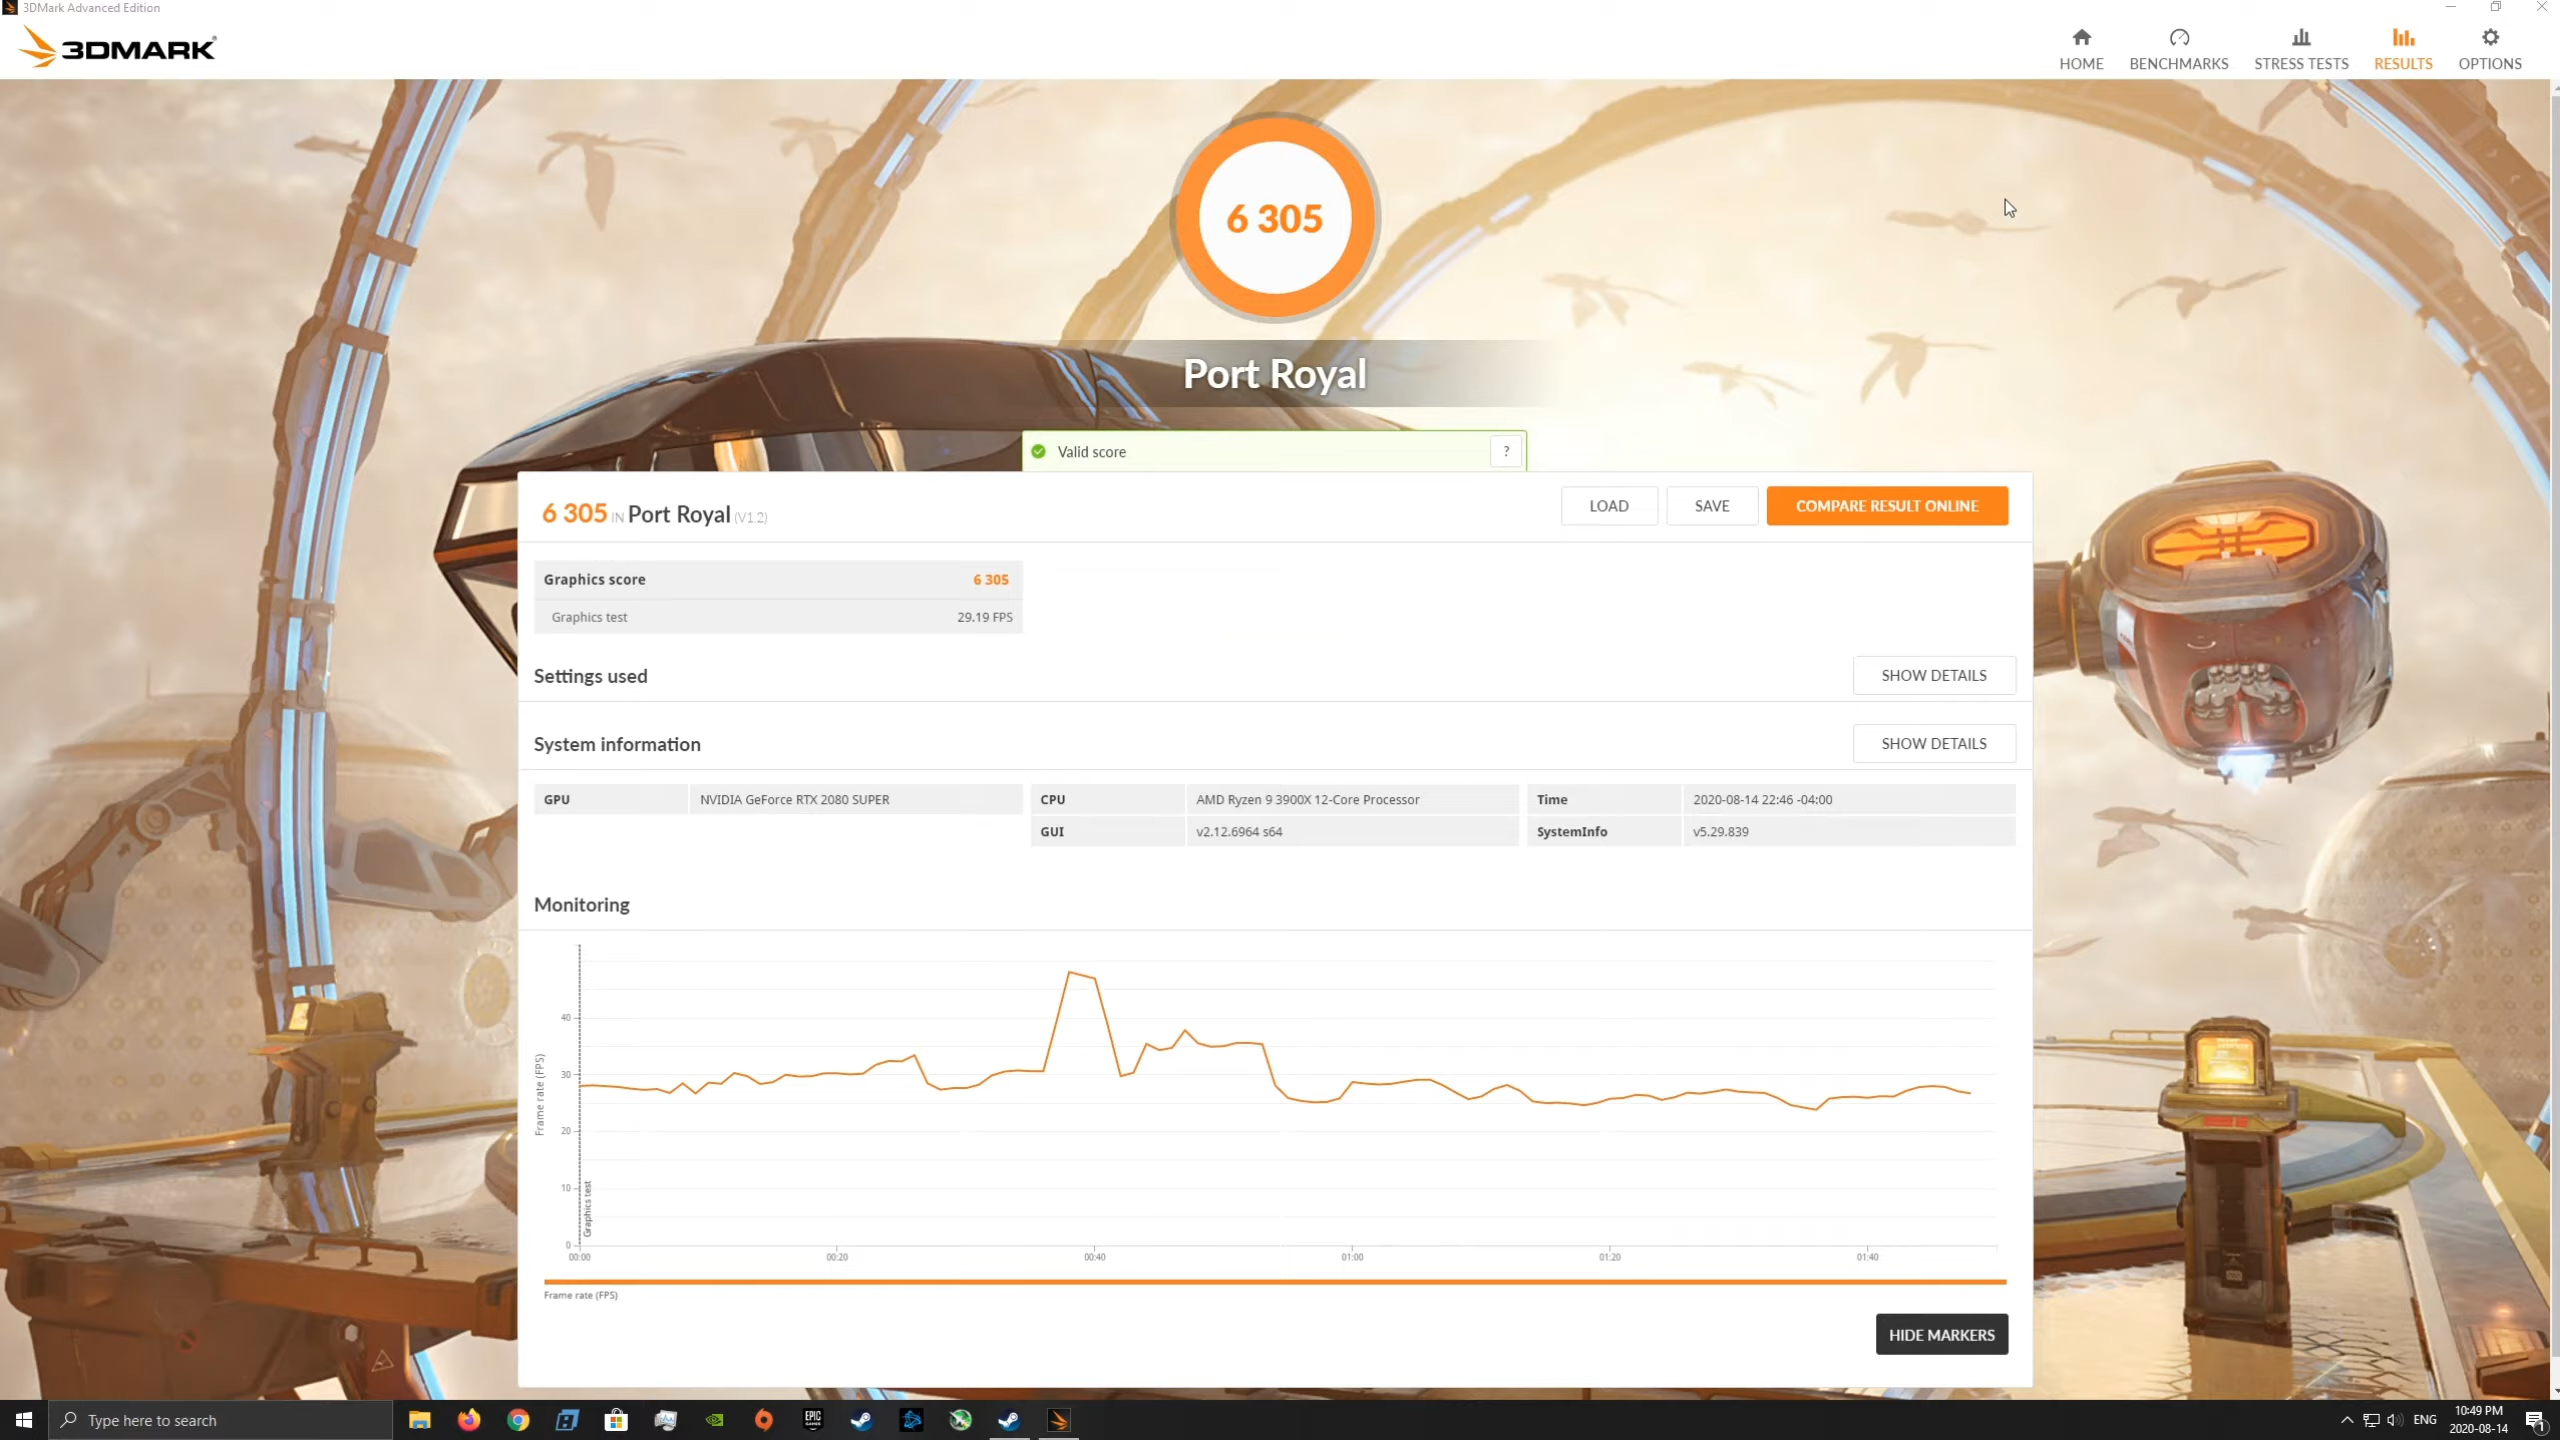 3DMark Advanced Edition
3DMARK
HOME
BENCHMARKS
STRESS TESTS
RESULTS
OPTIONS
6 305
Port Royal
Valid score
?
6 305 IN Port Royal (V1.2)
LOAD
SAVE
COMPARE RESULT ONLINE
Graphics score 6 305
Graphics test 29.19 FPS
Settings used
SHOW DETAILS
System information
SHOW DETAILS
GPU NVIDIA GeForce RTX 2080 SUPER
CPU AMD Ryzen 9 3900X 12-Core Processor
Time 2020-08-14 22:46 -04:00
GUI v2.12.6964 s64
SystemInfo v5.29.839
Monitoring
Frame rate (FPS)
40
30
20
10
0
Graphics test
00:00
00:20
00:40
01:00
01:20
01:40
Frame rate (FPS)
HIDE MARKERS
Type here to search
EPIC
GAMES
ENG
10:49 PM
2020-08-14
1